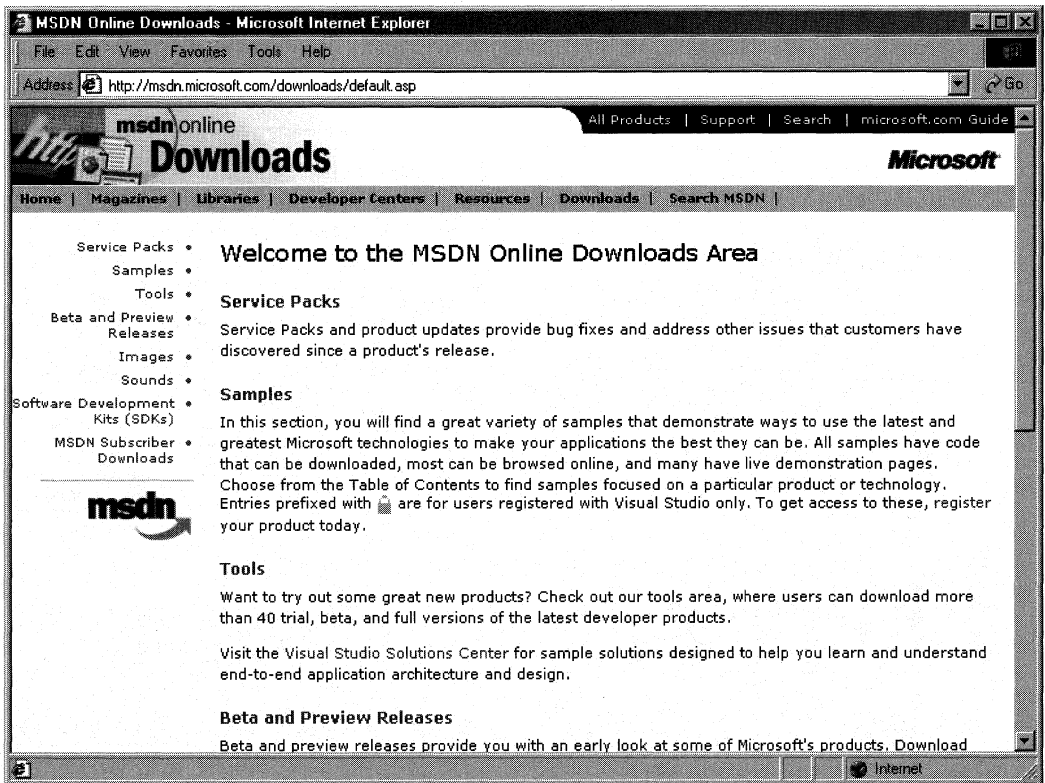 MSDN Online Downloads - Microsoft Internet Explorer
File Edit View Favorites Tools Help
Address http://msdn.microsoft.com/downloads/default.asp Go
http:
msdn online
Downloads
All Products | Support | Search | microsoft.com Guide
Microsoft
Home | Magazines | Libraries | Developer Centers | Resources | Downloads | Search MSDN |
Service Packs
Samples
Tools
Beta and Preview
Releases
Images
Sounds
Software Development
Kits (SDKs)
MSDN Subscriber
Downloads
msdn
Welcome to the MSDN Online Downloads Area
Service Packs
Service Packs and product updates provide bug fixes and address other issues that customers have
discovered since a product's release.
Samples
In this section, you will find a great variety of samples that demonstrate ways to use the latest and
greatest Microsoft technologies to make your applications the best they can be. All samples have code
that can be downloaded, most can be browsed online, and many have live demonstration pages.
Choose from the Table of Contents to find samples focused on a particular product or technology.
Entries prefixed with are for users registered with Visual Studio only. To get access to these, register
your product today.
Tools
Want to try out some great new products? Check out our tools area, where users can download more
than 40 trial, beta, and full versions of the latest developer products.
Visit the Visual Studio Solutions Center for sample solutions designed to help you learn and understand
end-to-end application architecture and design.
Beta and Preview Releases
Beta and preview releases provide you with an early look at some of Microsoft's products. Download
Internet